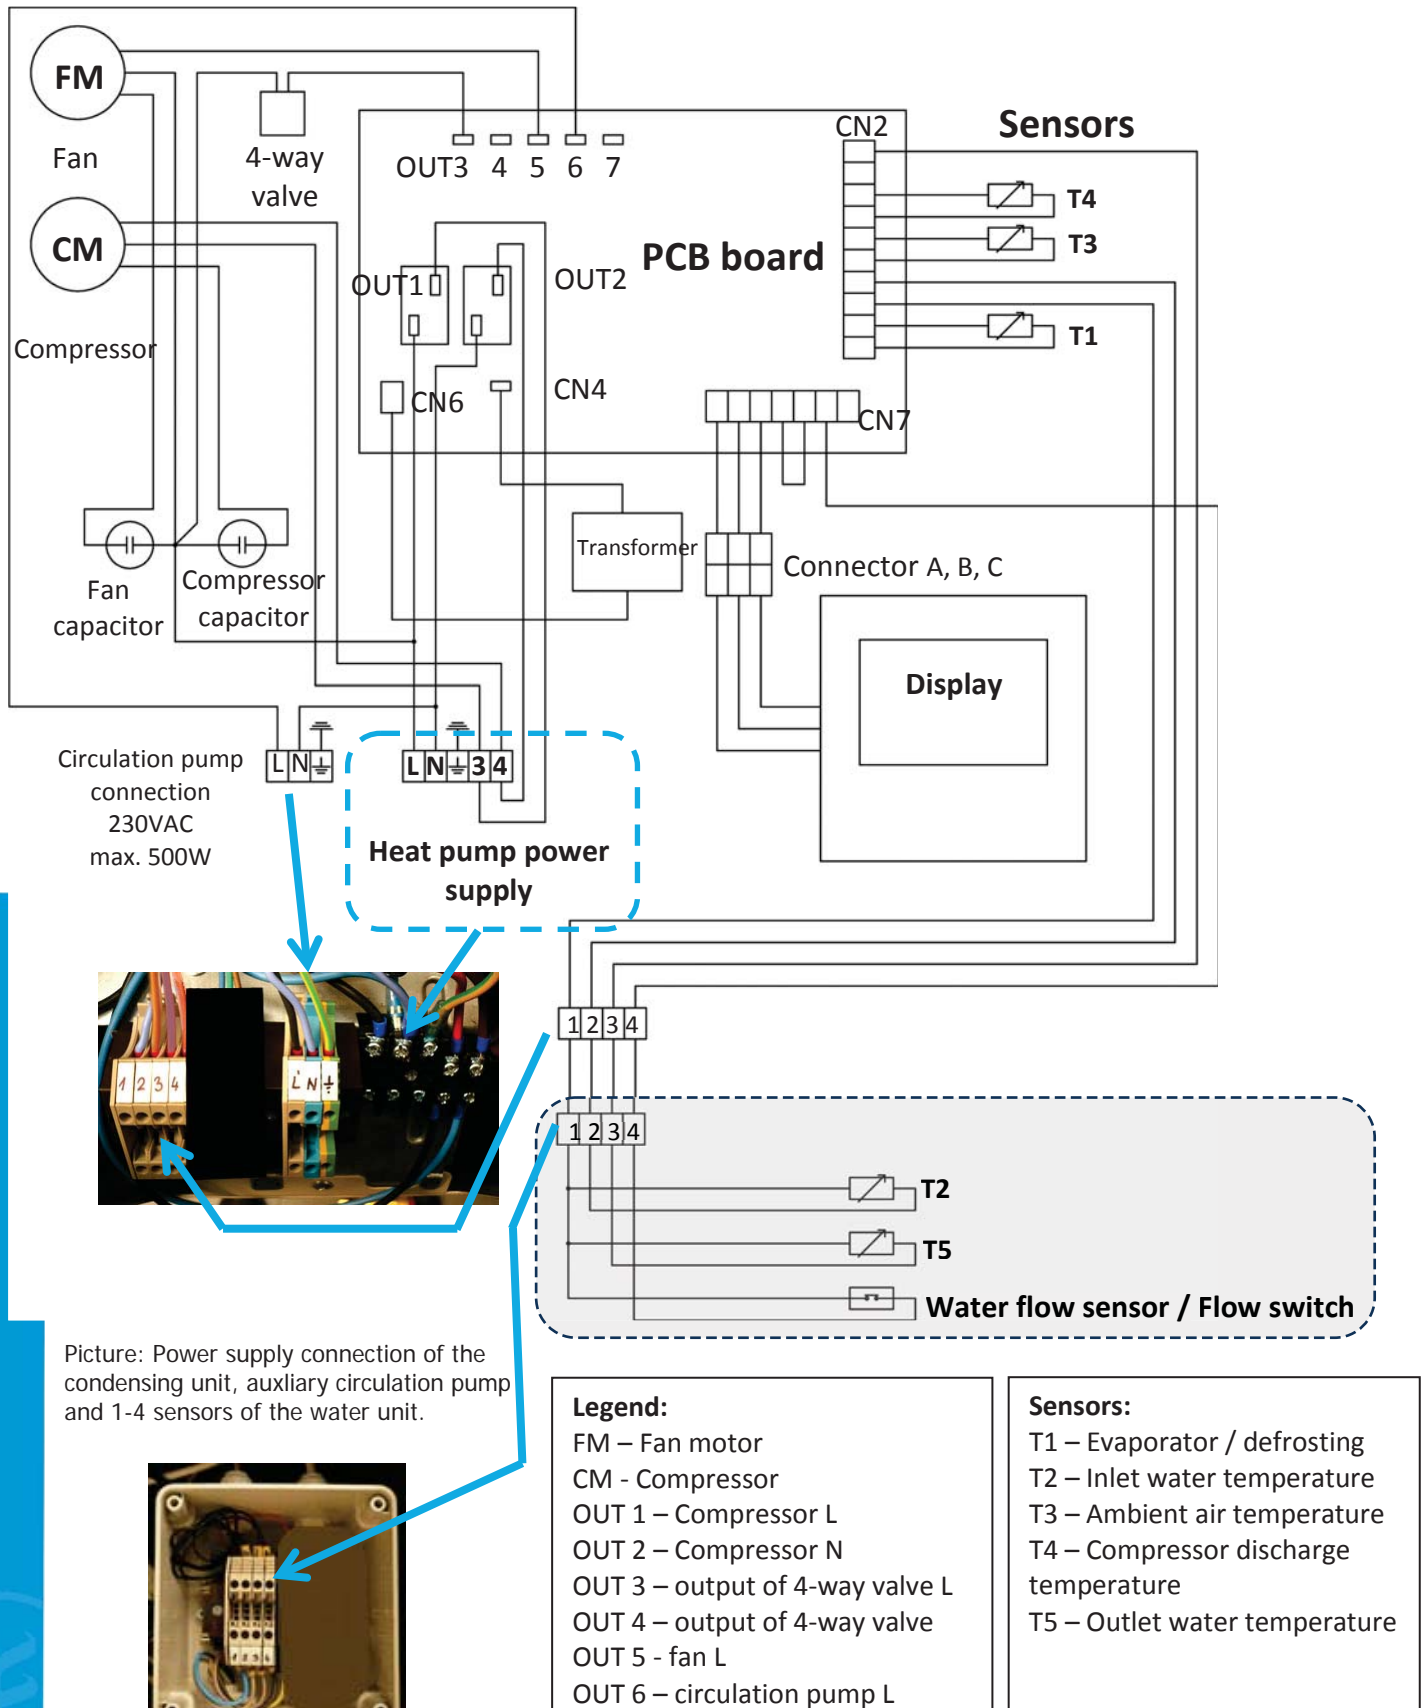 FM
Fan
4-way
valve
CM
Compressor
OUT3 4 5 6 7
CN2
Sensors
T4
T3
T1
PCB board
OUT1
OUT2
CN6
CN4
CN7
Transformer
Connector A, B, C
Display
Fan
capacitor
Compressor
capacitor
Circulation pump
connection
230VAC
max. 500W
L N
L N 3 4
Heat pump power
supply
1 2 3 4
1 2 3 4
L N
1 2 3 4
T2
T5
Water flow sensor / Flow switch
Picture: Power supply connection of the
condensing unit, auxliary circulation pump
and 1-4 sensors of the water unit.
Legend:
FM – Fan motor
CM - Compressor
OUT 1 – Compressor L
OUT 2 – Compressor N
OUT 3 – output of 4-way valve L
OUT 4 – output of 4-way valve
OUT 5 - fan L
OUT 6 – circulation pump L
Sensors:
T1 – Evaporator / defrosting
T2 – Inlet water temperature
T3 – Ambient air temperature
T4 – Compressor discharge
temperature
T5 – Outlet water temperature